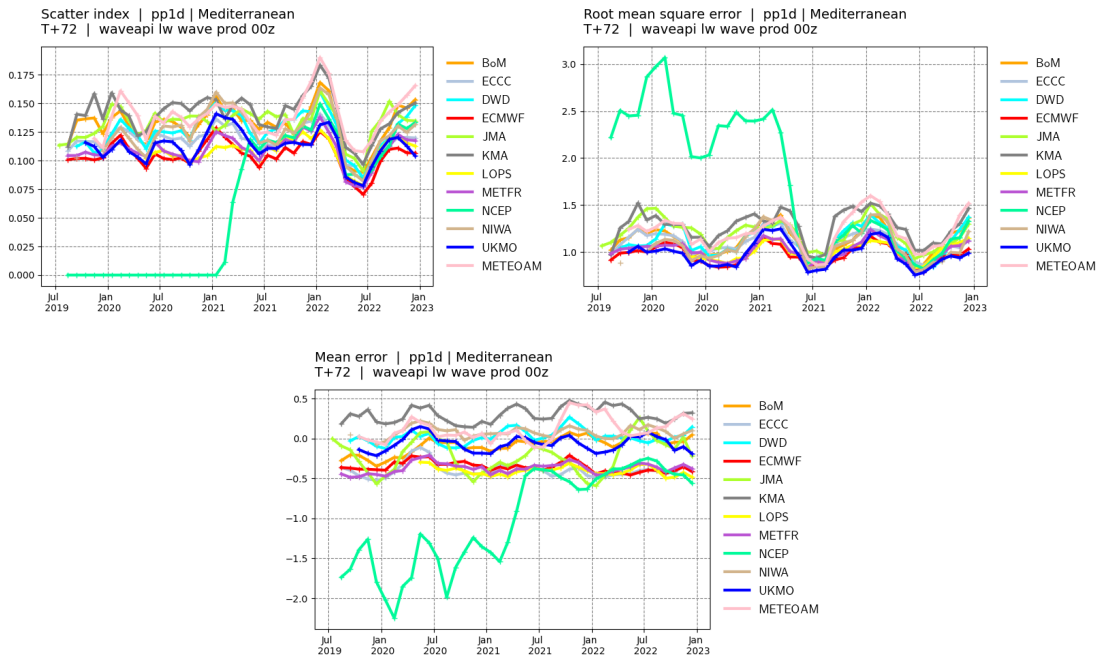 Scatter index | pp1d | Mediterranean
T+72 | waveapi lw wave prod 00z
0.175
0.150
0.125
0.100
0.075
0.050
0.025
0.000
Jul
2019
Jan
2020
Jul
2020
Jan
2021
Jul
2021
Jan
2022
Jul
2022
Jan
2023
BoM
ECCC
DWD
ECMWF
JMA
KMA
LOPS
METFR
NCEP
NIWA
UKMO
METEOAM
Root mean square error | pp1d | Mediterranean
T+72 | waveapi lw wave prod 00z
3.0
2.5
2.0
1.5
1.0
Jul
2019
Jan
2020
Jul
2020
Jan
2021
Jul
2021
Jan
2022
Jul
2022
Jan
2023
BoM
ECCC
DWD
ECMWF
JMA
KMA
LOPS
METFR
NCEP
NIWA
UKMO
METEOAM
Mean error | pp1d | Mediterranean
T+72 | waveapi lw wave prod 00z
0.5
0.0
−0.5
−1.0
−1.5
−2.0
Jul
2019
Jan
2020
Jul
2020
Jan
2021
Jul
2021
Jan
2022
Jul
2022
Jan
2023
BoM
ECCC
DWD
ECMWF
JMA
KMA
LOPS
METFR
NCEP
NIWA
UKMO
METEOAM